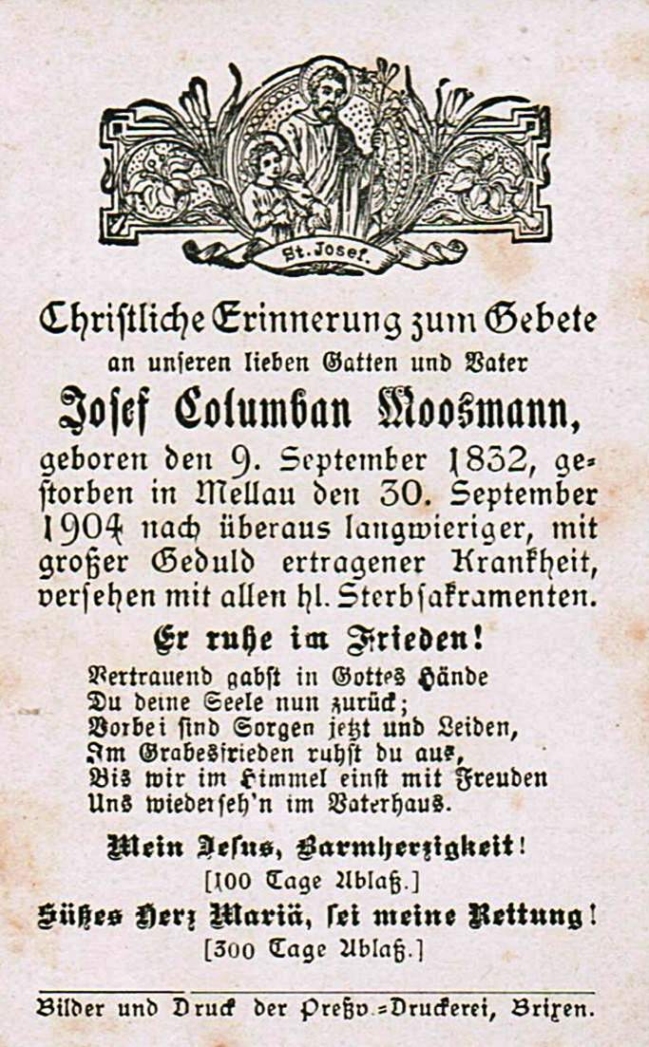 St. Josef.
Christliche Erinnerung zum Gebete
an unseren lieben Gatten und Vater
Josef Columban Moosmann,
geboren den 9. September 1832, ge-
storben in Mellau den 30. September
1904 nach überaus langwieriger, mit
großer Geduld ertragener Krankheit,
versehen mit allen hl. Sterbsakramenten.
Er ruhe im Frieden!
Vertrauend gabst in Gottes Hände
Du deine Seele nun zurück;
Vorbei sind Sorgen jetzt und Leiden,
Im Grabesfrieden ruhst du aus,
Bis wir im Himmel einst mit Freuden
Uns wiederseh'n im Vaterhaus.
Mein Jesus, Barmherzigkeit!
[100 Tage Ablaß.]
Süßes Herz Mariä, sei meine Rettung!
[300 Tage Ablaß.]
Bilder und Druck der Preßv.-Druckerei, Brixen.